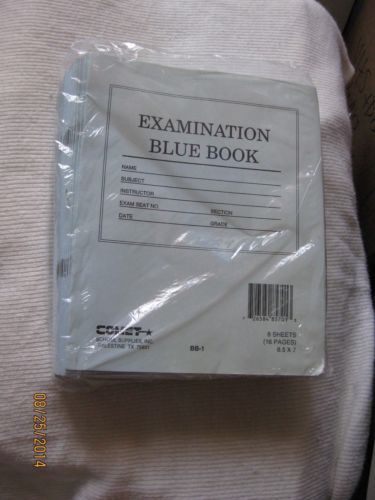 EXAMINATION
BLUE BOOK
NAME
SUBJECT
INSTRUCTOR
EXAM SEAT NO. SECTION
DATE GRADE
COMET
SCHOOL SUPPLIES, INC.
PALESTINE TX 75801
BB-1
8 SHEETS
(16 PAGES)
8.5 X 7
08/25/2014